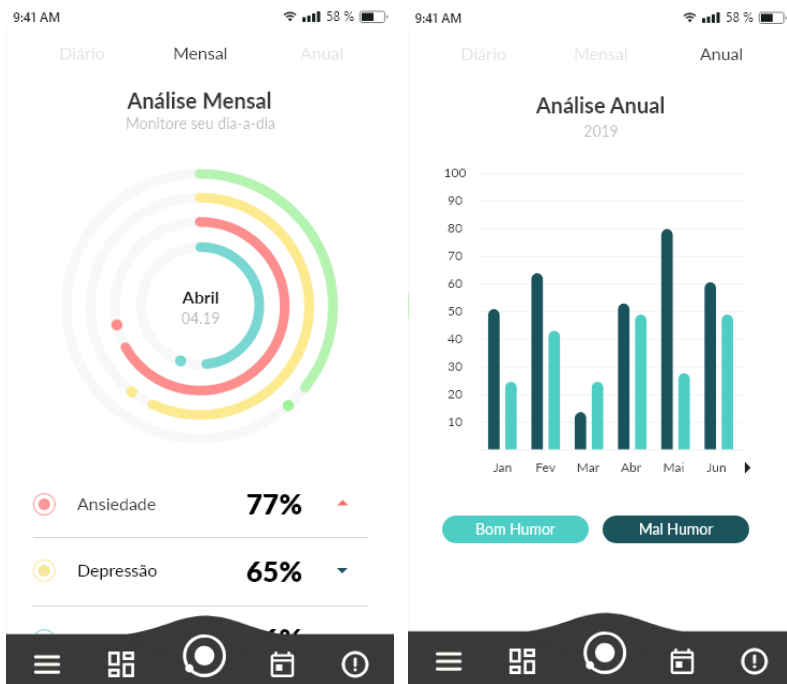 9:41 AM
58 %
Diário
Mensal
Anual
Análise Mensal
Monitore seu dia-a-dia
Abril
04.19
Ansiedade
77%
Depressão
65%
9:41 AM
58 %
Diário
Mensal
Anual
Análise Anual
2019
100
90
80
70
60
50
40
30
20
10
Jan Fev Mar Abr Mai Jun
Bom Humor
Mal Humor